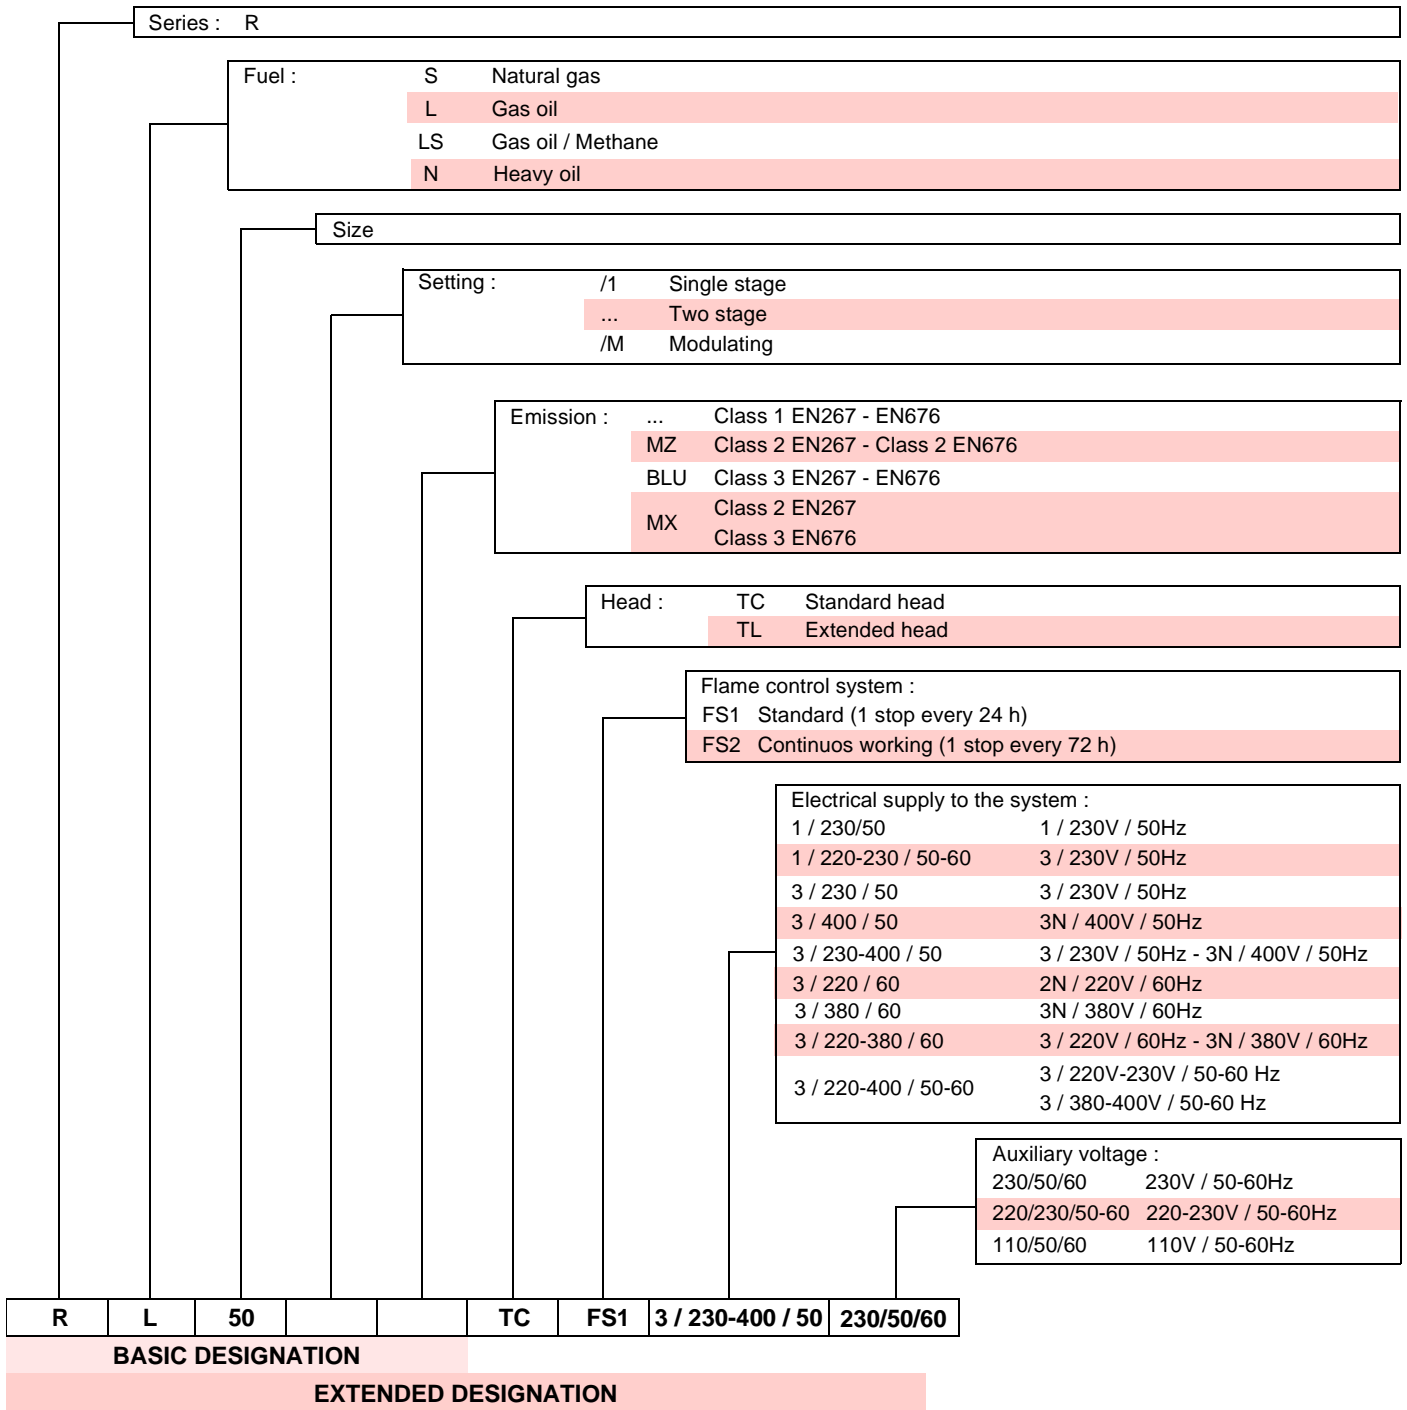 Series : R
Fuel : S Natural gas
L Gas oil
LS Gas oil / Methane
N Heavy oil
Size
Setting : /1 Single stage
... Two stage
/M Modulating
Emission : ... Class 1 EN267 - EN676
MZ Class 2 EN267 - Class 2 EN676
BLU Class 3 EN267 - EN676
MX Class 2 EN267
Class 3 EN676
Head : TC Standard head
TL Extended head
Flame control system :
FS1 Standard (1 stop every 24 h)
FS2 Continuos working (1 stop every 72 h)
Electrical supply to the system :
1 / 230/50 1 / 230V / 50Hz
1 / 220-230 / 50-60 3 / 230V / 50Hz
3 / 230 / 50 3 / 230V / 50Hz
3 / 400 / 50 3N / 400V / 50Hz
3 / 230-400 / 50 3 / 230V / 50Hz - 3N / 400V / 50Hz
3 / 220 / 60 2N / 220V / 60Hz
3 / 380 / 60 3N / 380V / 60Hz
3 / 220-380 / 60 3 / 220V / 60Hz - 3N / 380V / 60Hz
3 / 220-400 / 50-60 3 / 220V-230V / 50-60 Hz
3 / 380-400V / 50-60 Hz
Auxiliary voltage :
230/50/60 230V / 50-60Hz
220/230/50-60 220-230V / 50-60Hz
110/50/60 110V / 50-60Hz
R L 50 TC FS1 3 / 230-400 / 50 230/50/60
BASIC DESIGNATION
EXTENDED DESIGNATION